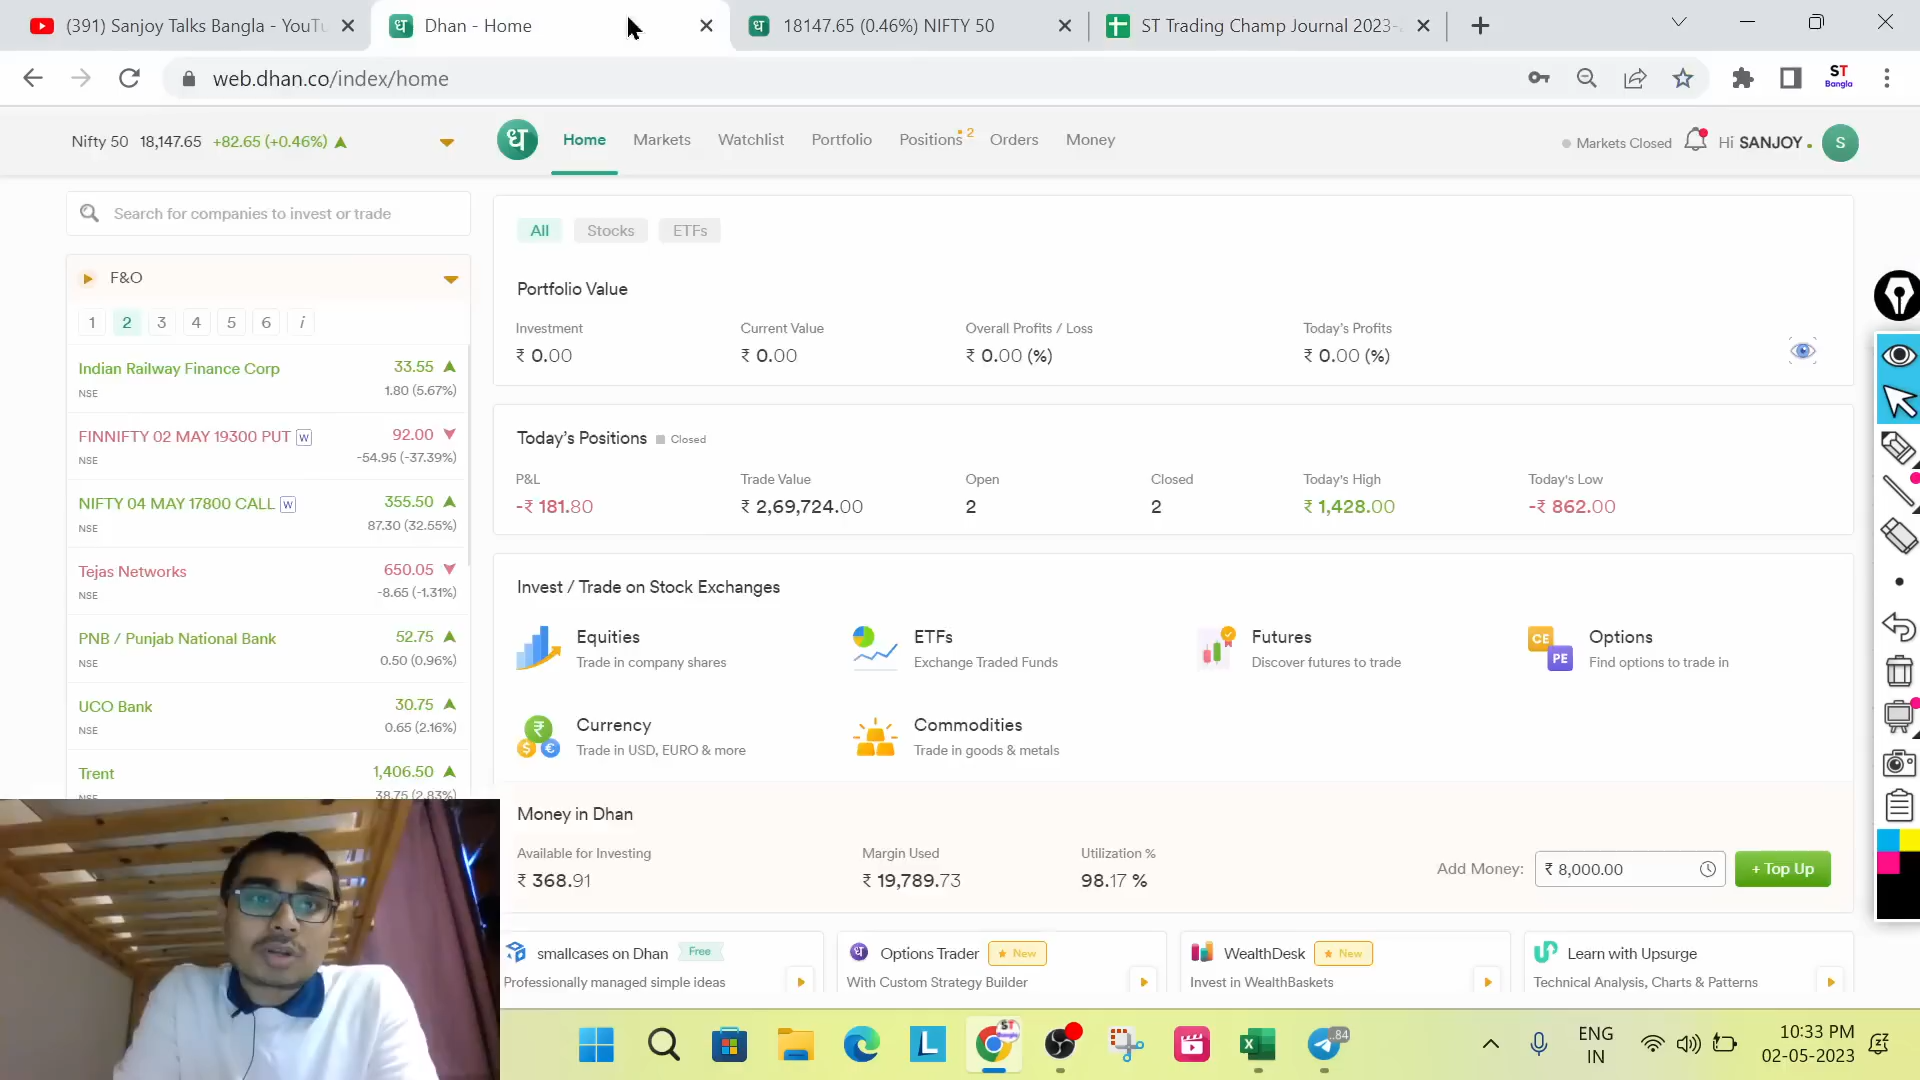 (391) Sanjoy Talks Bangla - YouTu
Dhan - Home
18147.65 (0.46%) NIFTY 50
ST Trading Champ Journal 2023-
web.dhan.co/index/home
ST
Bangla
Nifty 50 18,147.65 +82.65 (+0.46%)
ध
Home
Markets
Watchlist
Portfolio
Positions 2
Orders
Money
Markets Closed
Hi SANJOY
S
Search for companies to invest or trade
F&O
1 2 3 4 5 6 i
Indian Railway Finance Corp 33.55
NSE 1.80 (5.67%)
FINNIFTY 02 MAY 19300 PUT W 92.00
NSE -54.95 (-37.39%)
NIFTY 04 MAY 17800 CALL W 355.50
NSE 87.30 (32.55%)
Tejas Networks 650.05
NSE -8.65 (-1.31%)
PNB / Punjab National Bank 52.75
NSE 0.50 (0.96%)
UCO Bank 30.75
NSE 0.65 (2.16%)
Trent 1,406.50
NSE 38.75 (2.83%)
All Stocks ETFs
Portfolio Value
Investment Current Value Overall Profits / Loss Today's Profits
₹ 0.00 ₹ 0.00 ₹ 0.00 (%) ₹ 0.00 (%)
Today's Positions Closed
P&L Trade Value Open Closed Today's High Today's Low
-₹ 181.80 ₹ 2,69,724.00 2 2 ₹ 1,428.00 -₹ 862.00
Invest / Trade on Stock Exchanges
Equities
Trade in company shares
ETFs
Exchange Traded Funds
Futures
Discover futures to trade
CE
PE
Options
Find options to trade in
Currency
Trade in USD, EURO & more
Commodities
Trade in goods & metals
Money in Dhan
Available for Investing Margin Used Utilization %
₹ 368.91 ₹ 19,789.73 98.17 %
Add Money: ₹ 8,000.00 + Top Up
smallcases on Dhan Free
Professionally managed simple ideas
Options Trader New
With Custom Strategy Builder
WealthDesk New
Invest in WealthBaskets
Learn with Upsurge
Technical Analysis, Charts & Patterns
L
ST
84
ENG
IN
10:33 PM
02-05-2023